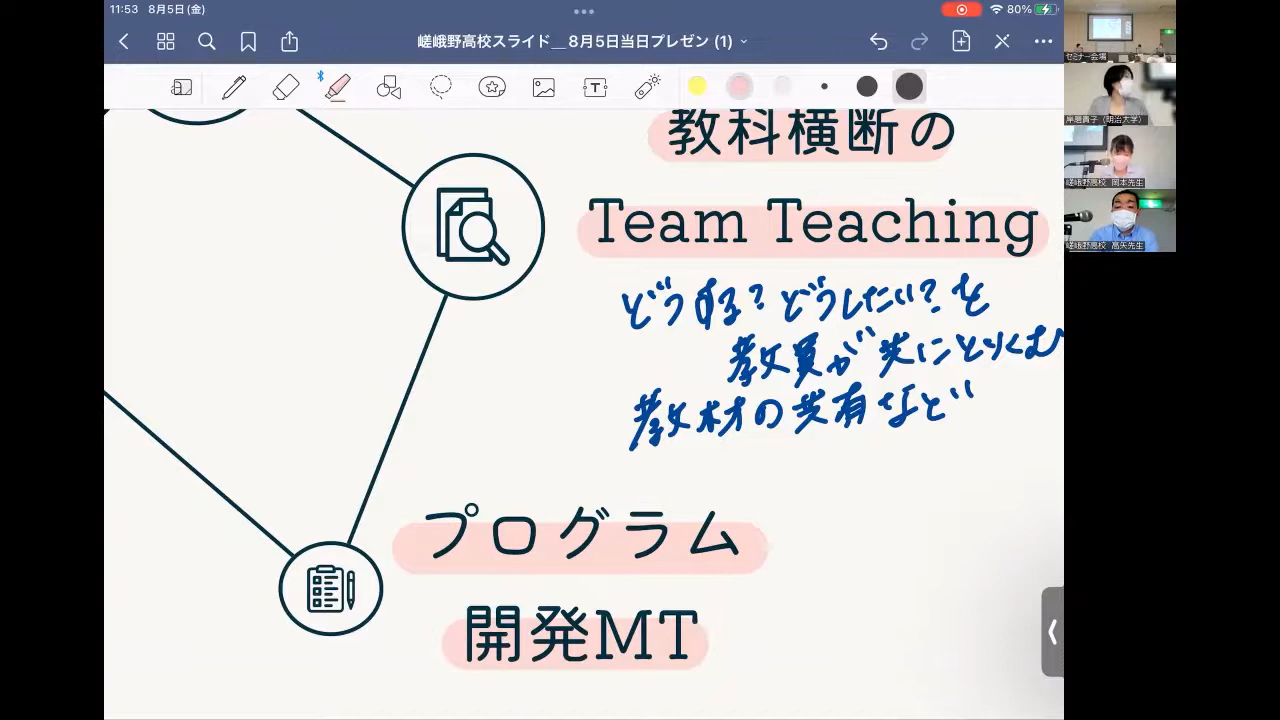 11:53 8月5日(金)
80%
嵯峨野高校スライド＿8月5日当日プレゼン (1)
教科横断の
Team Teaching
どうする？どうしたい？を
教員が共にとりくむ
教材の共有など
プログラム
開発MT
セミナー会場
岸磨貴子（明治大学）
嵯峨野高校 岡本先生
嵯峨野高校 髙矢先生